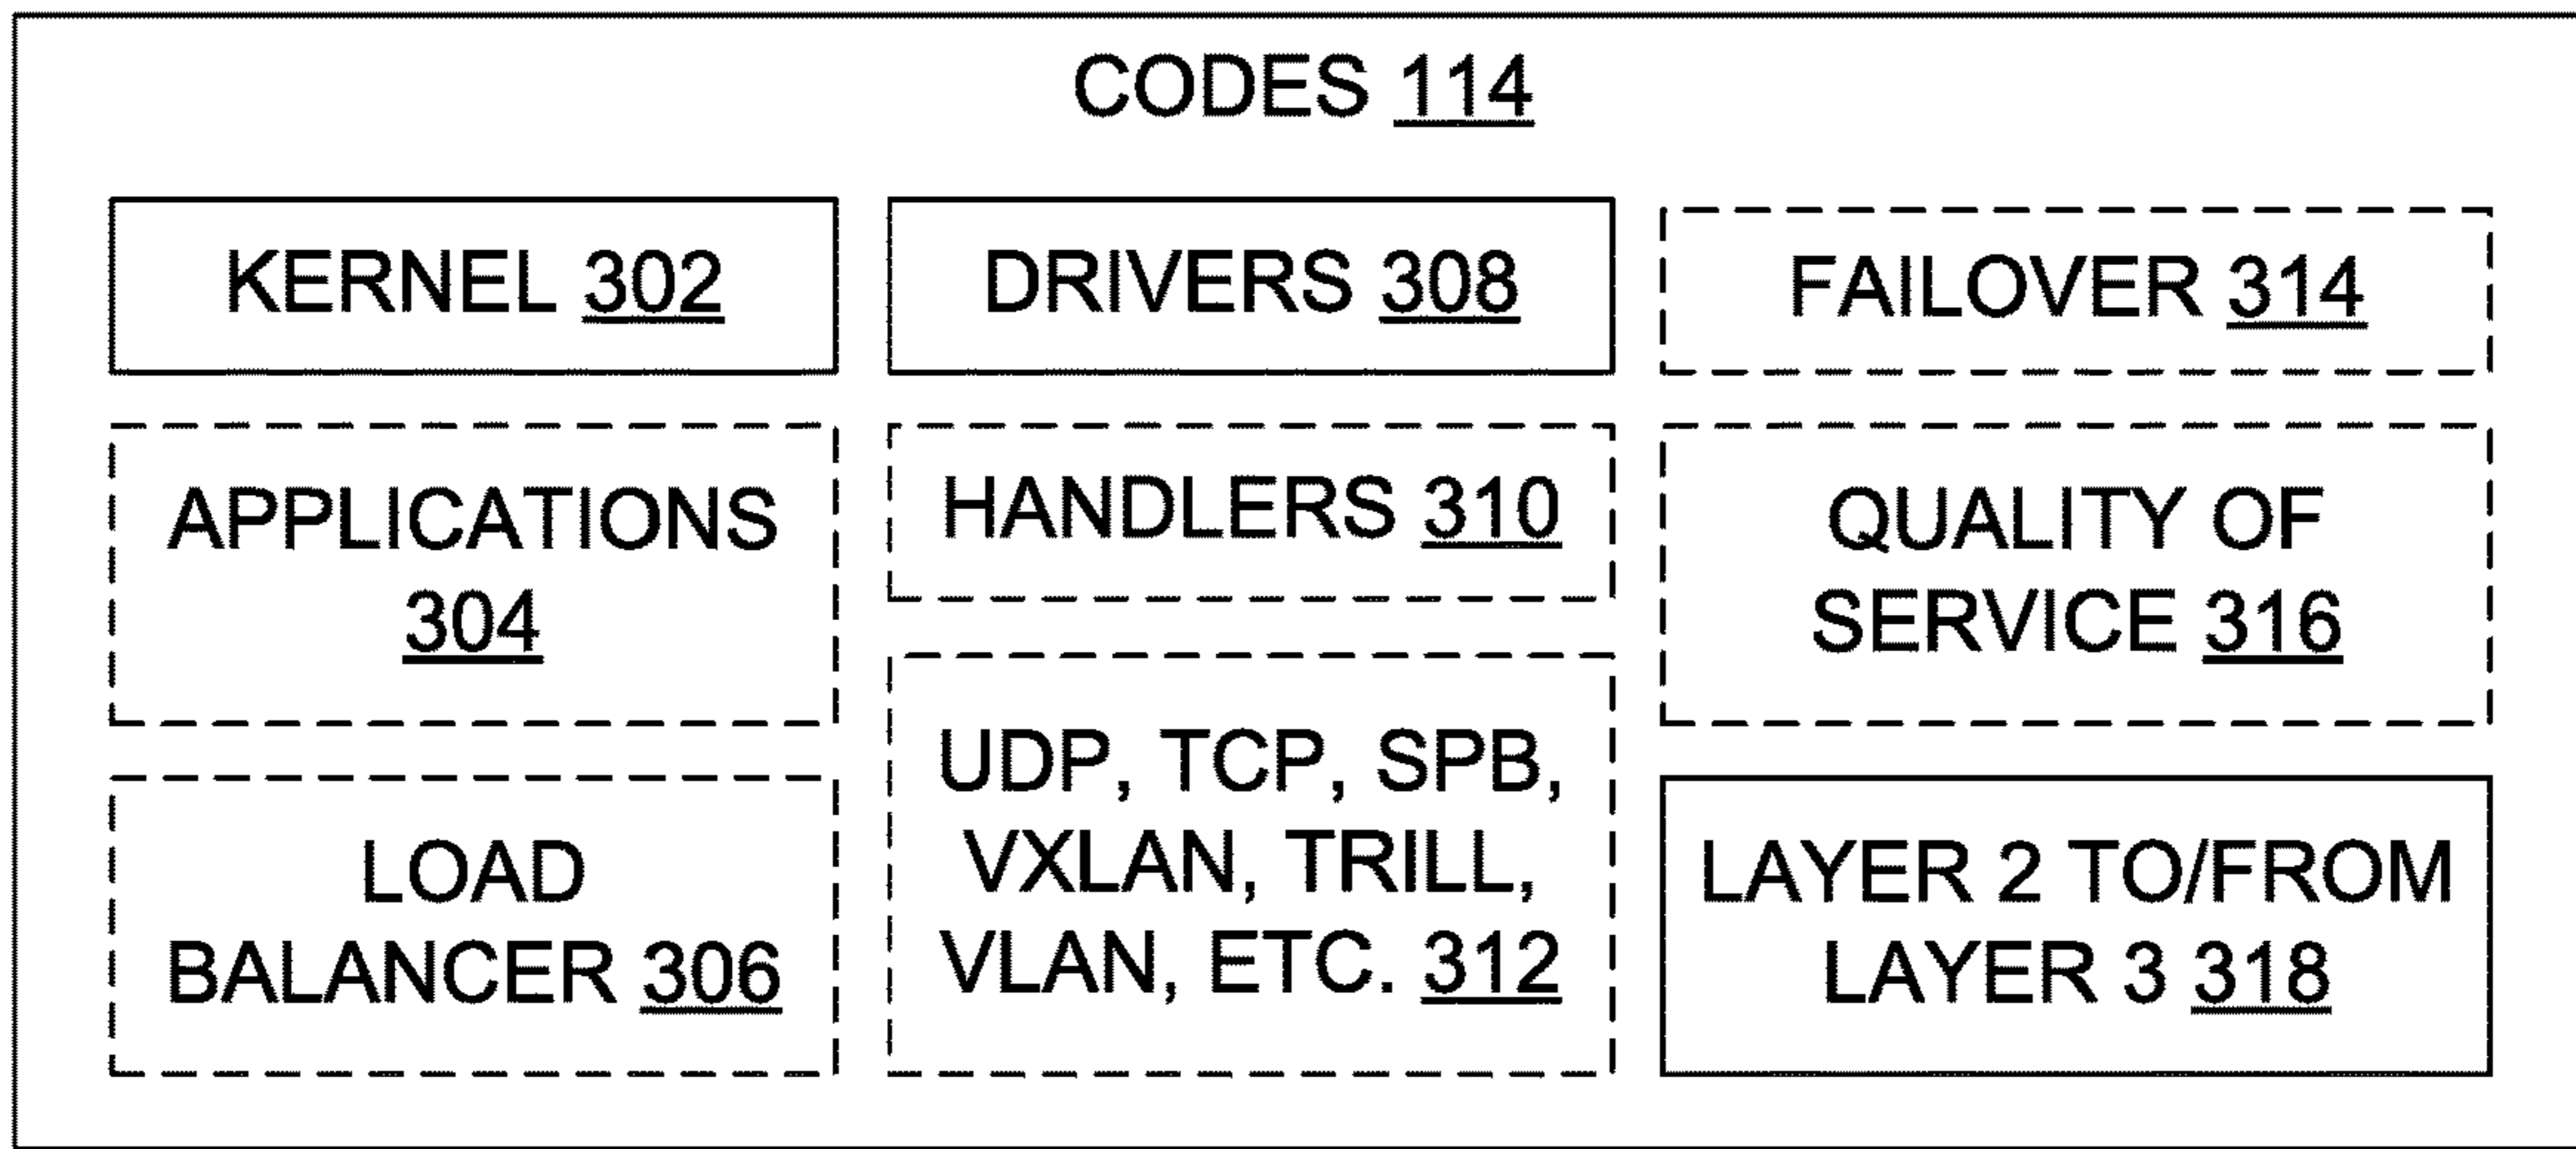 CODES 114
KERNEL 302
DRIVERS 308
FAILOVER 314
APPLICATIONS
304
HANDLERS 310
QUALITY OF
SERVICE 316
LOAD
BALANCER 306
UDP, TCP, SPB,
VXLAN, TRILL,
VLAN, ETC. 312
LAYER 2 TO/FROM
LAYER 3 318